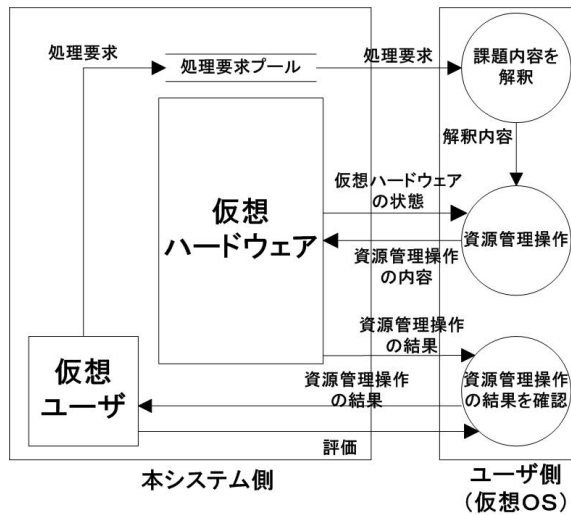 処理要求
処理要求プール
処理要求
課題内容を
解釈
解釈内容
仮想ハードウェア
の状態
仮想
ハードウェア
資源管理操作
資源管理操作
の内容
資源管理操作
の結果
仮想
ユーザ
資源管理操作
の結果
資源管理操作
の結果を確認
評価
本システム側
ユーザ側
（仮想OS）